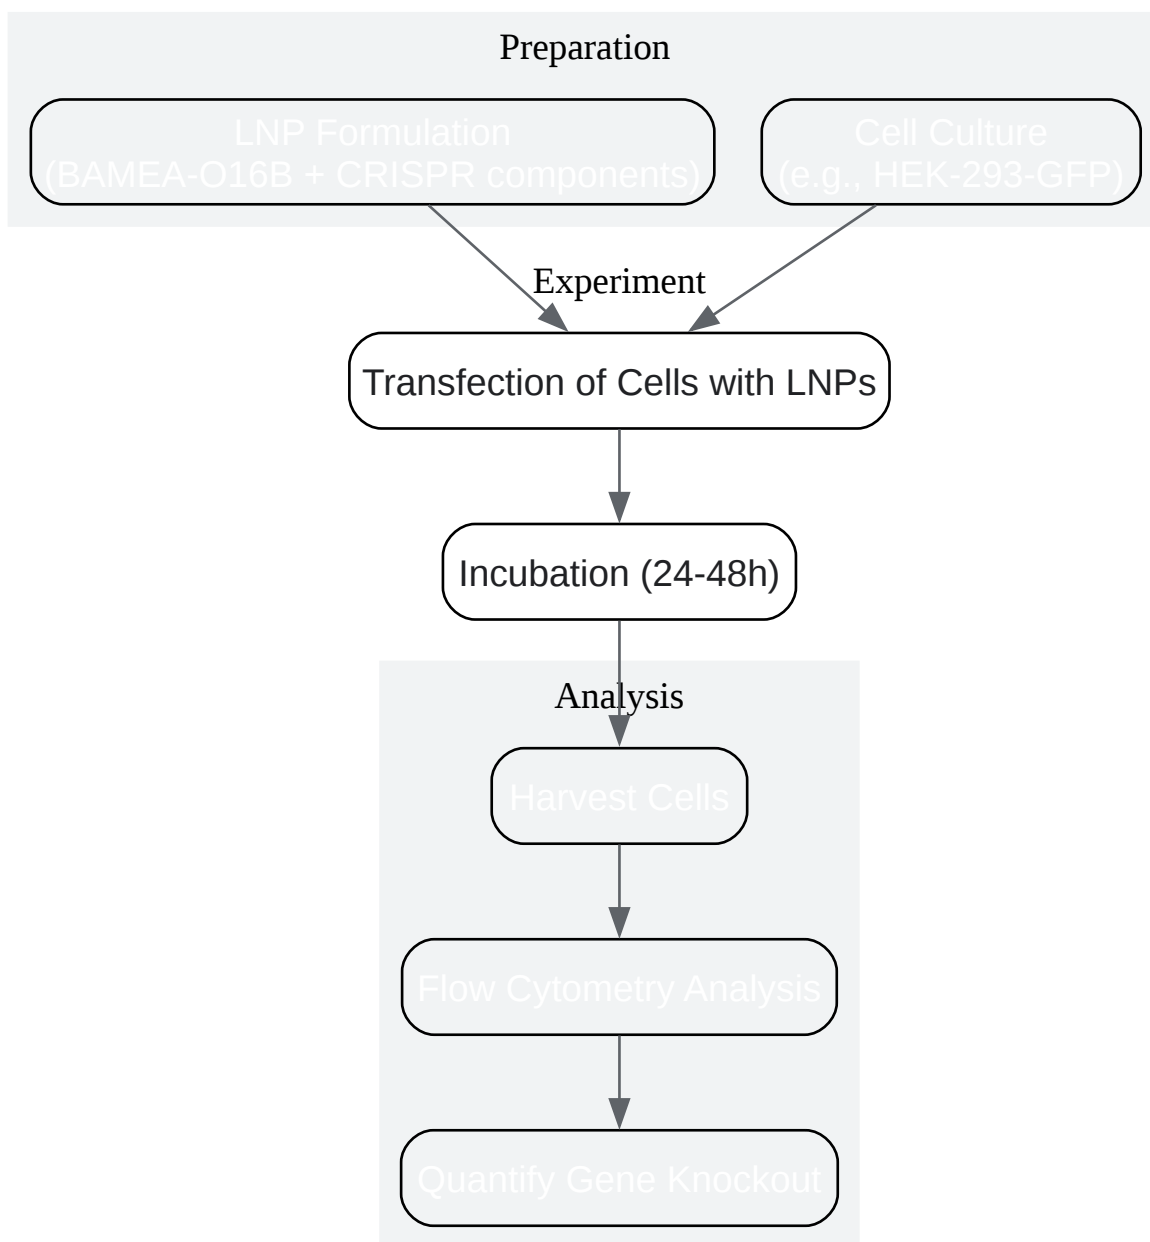 Preparation
LNP Formulation
(BAMEA-O16B + CRISPR components)
Cell Culture
(e.g., HEK-293-GFP)
Experiment
Transfection of Cells with LNPs
Incubation (24-48h)
Analysis
Harvest Cells
Flow Cytometry Analysis
Quantify Gene Knockout